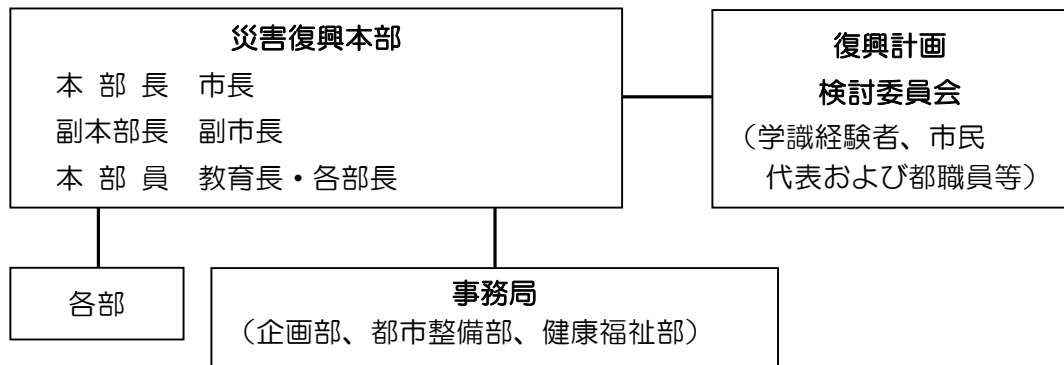 災害復興本部
本 部 長　市長
副本部長　副市長
本 部 員　教育長・各部長
復興計画
検討委員会
（学識経験者、市民
代表および都職員等）
各部
事務局
（企画部、都市整備部、健康福祉部）